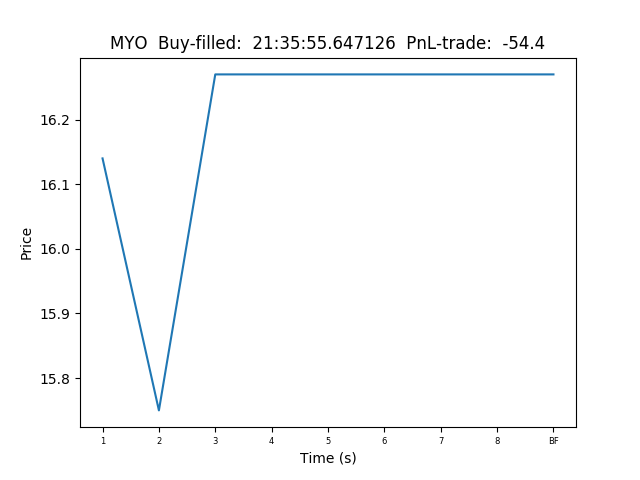 MYO  Buy-filled:  21:35:55.647126  PnL-trade:  -54.4
Price
16.2
16.1
16.0
15.9
15.8
1 2 3 4 5 6 7 8 BF
Time (s)